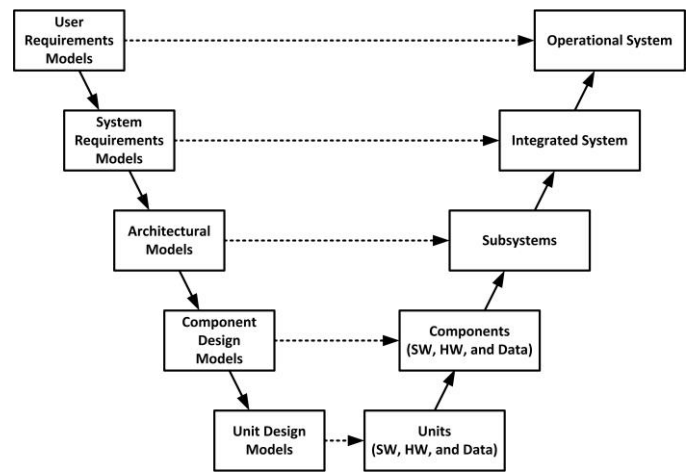 User
Requirements
Models
Operational System
System
Requirements
Models
Integrated System
Architectural
Models
Subsystems
Component
Design
Models
Components
(SW, HW, and Data)
Unit Design
Models
Units
(SW, HW, and Data)